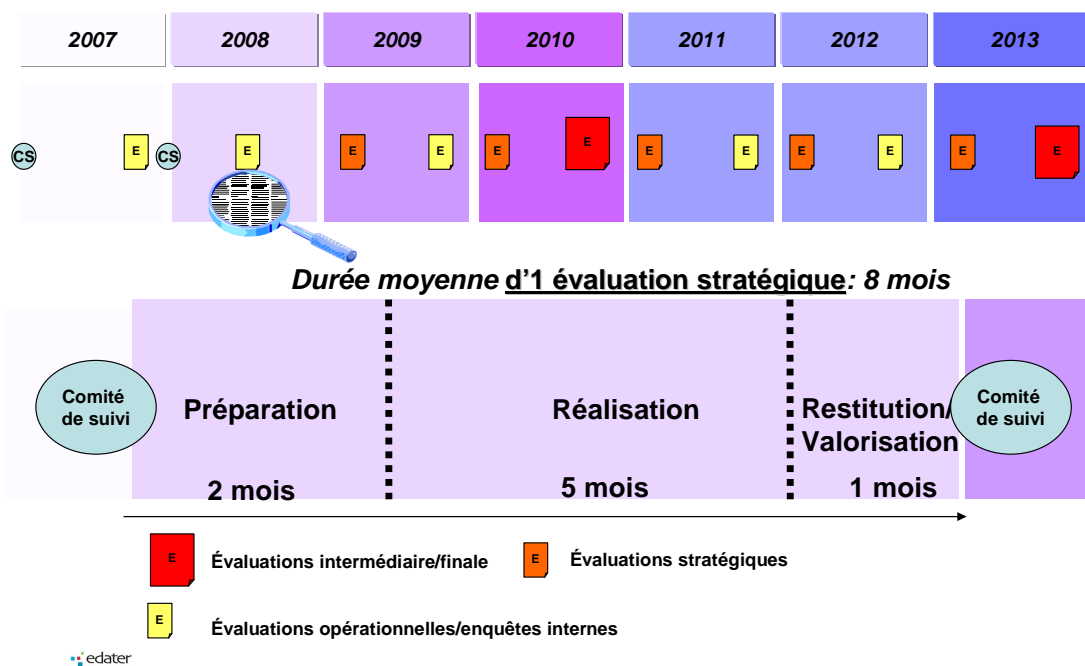 2007 2008 2009 2010 2011 2012 2013
CS E CS E E E E E E E E E E E
Durée moyenne d'1 évaluation stratégique: 8 mois
Comité
de suivi
Préparation
2 mois
Réalisation
5 mois
Restitution/
Valorisation
1 mois
Comité
de suivi
E Évaluations intermédiaire/finale
E Évaluations stratégiques
E Évaluations opérationnelles/enquêtes internes
edater